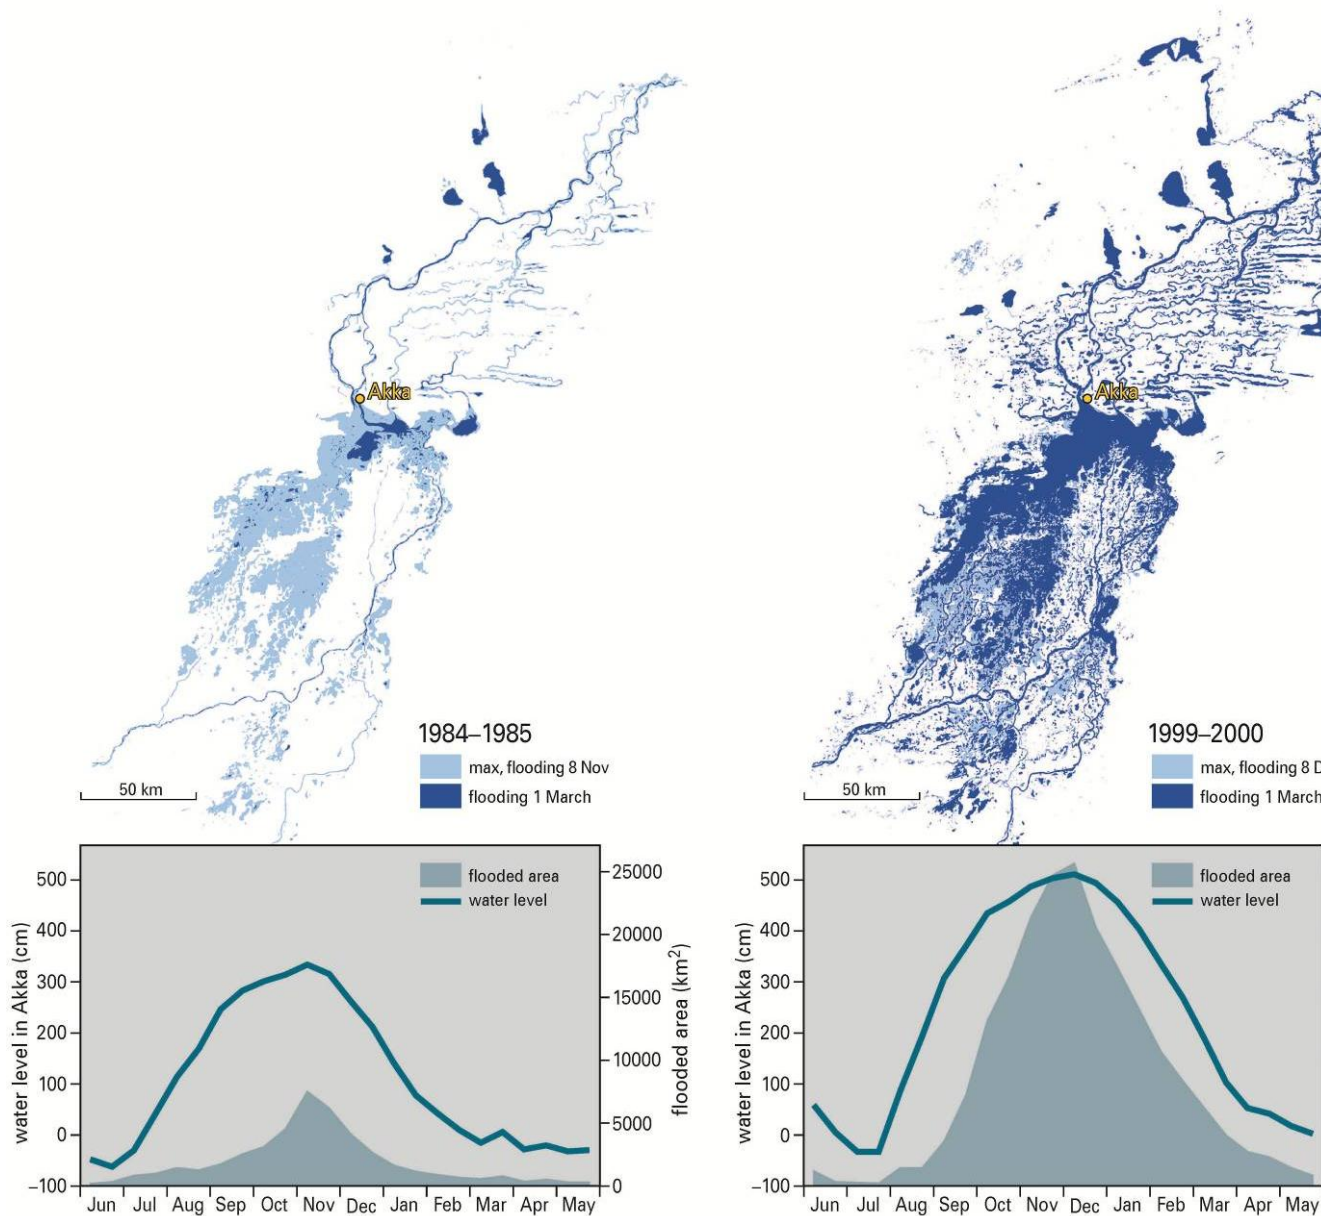 Akka
1984–1985
max, flooding 8 Nov
flooding 1 March
50 km
Akka
1999–2000
max, flooding 8 D
flooding 1 March
50 km
water level in Akka (cm)
500
400
300
200
100
0
–100
flooded area
water level
25000
20000
15000
10000
5000
0
flooded area (km²)
Jun Jul Aug Sep Oct Nov Dec Jan Feb Mar Apr May
water level in Akka (cm)
500
400
300
200
100
0
–100
flooded area
water level
Jun Jul Aug Sep Oct Nov Dec Jan Feb Mar Apr May